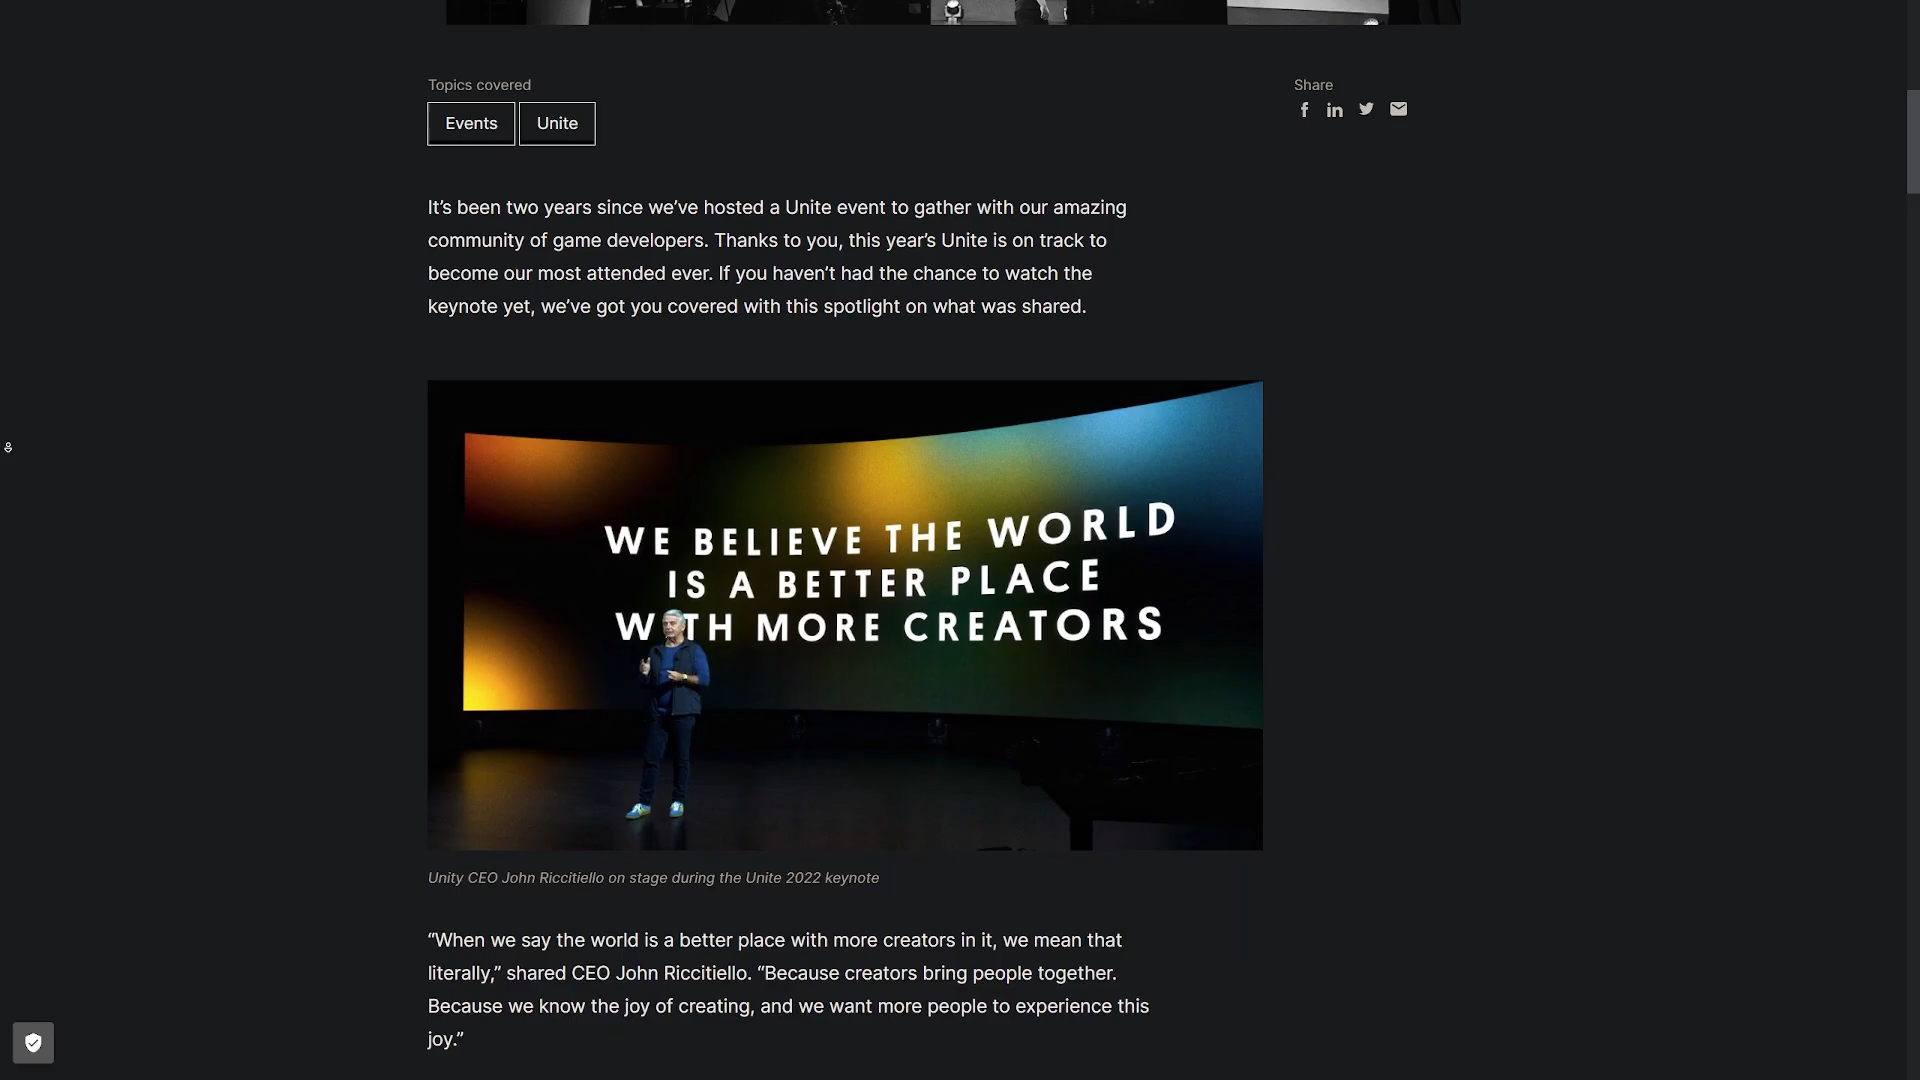 Topics covered
Share
Events
Unite
It’s been two years since we’ve hosted a Unite event to gather with our amazing
community of game developers. Thanks to you, this year’s Unite is on track to
become our most attended ever. If you haven’t had the chance to watch the
keynote yet, we’ve got you covered with this spotlight on what was shared.
WE BELIEVE THE WORLD
IS A BETTER PLACE
WITH MORE CREATORS
Unity CEO John Riccitiello on stage during the Unite 2022 keynote
“When we say the world is a better place with more creators in it, we mean that
literally,” shared CEO John Riccitiello. “Because creators bring people together.
Because we know the joy of creating, and we want more people to experience this
joy.”